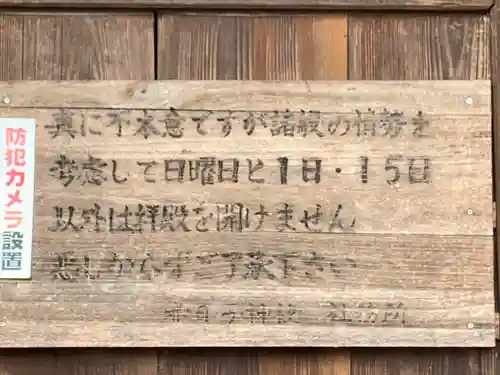 真に不本意ですが諸般の情勢を
考慮して日曜日と１日・１５日
以外は拝殿を開けません
悪しからずご了承下さい
神社 社務所
防犯カメラ設置